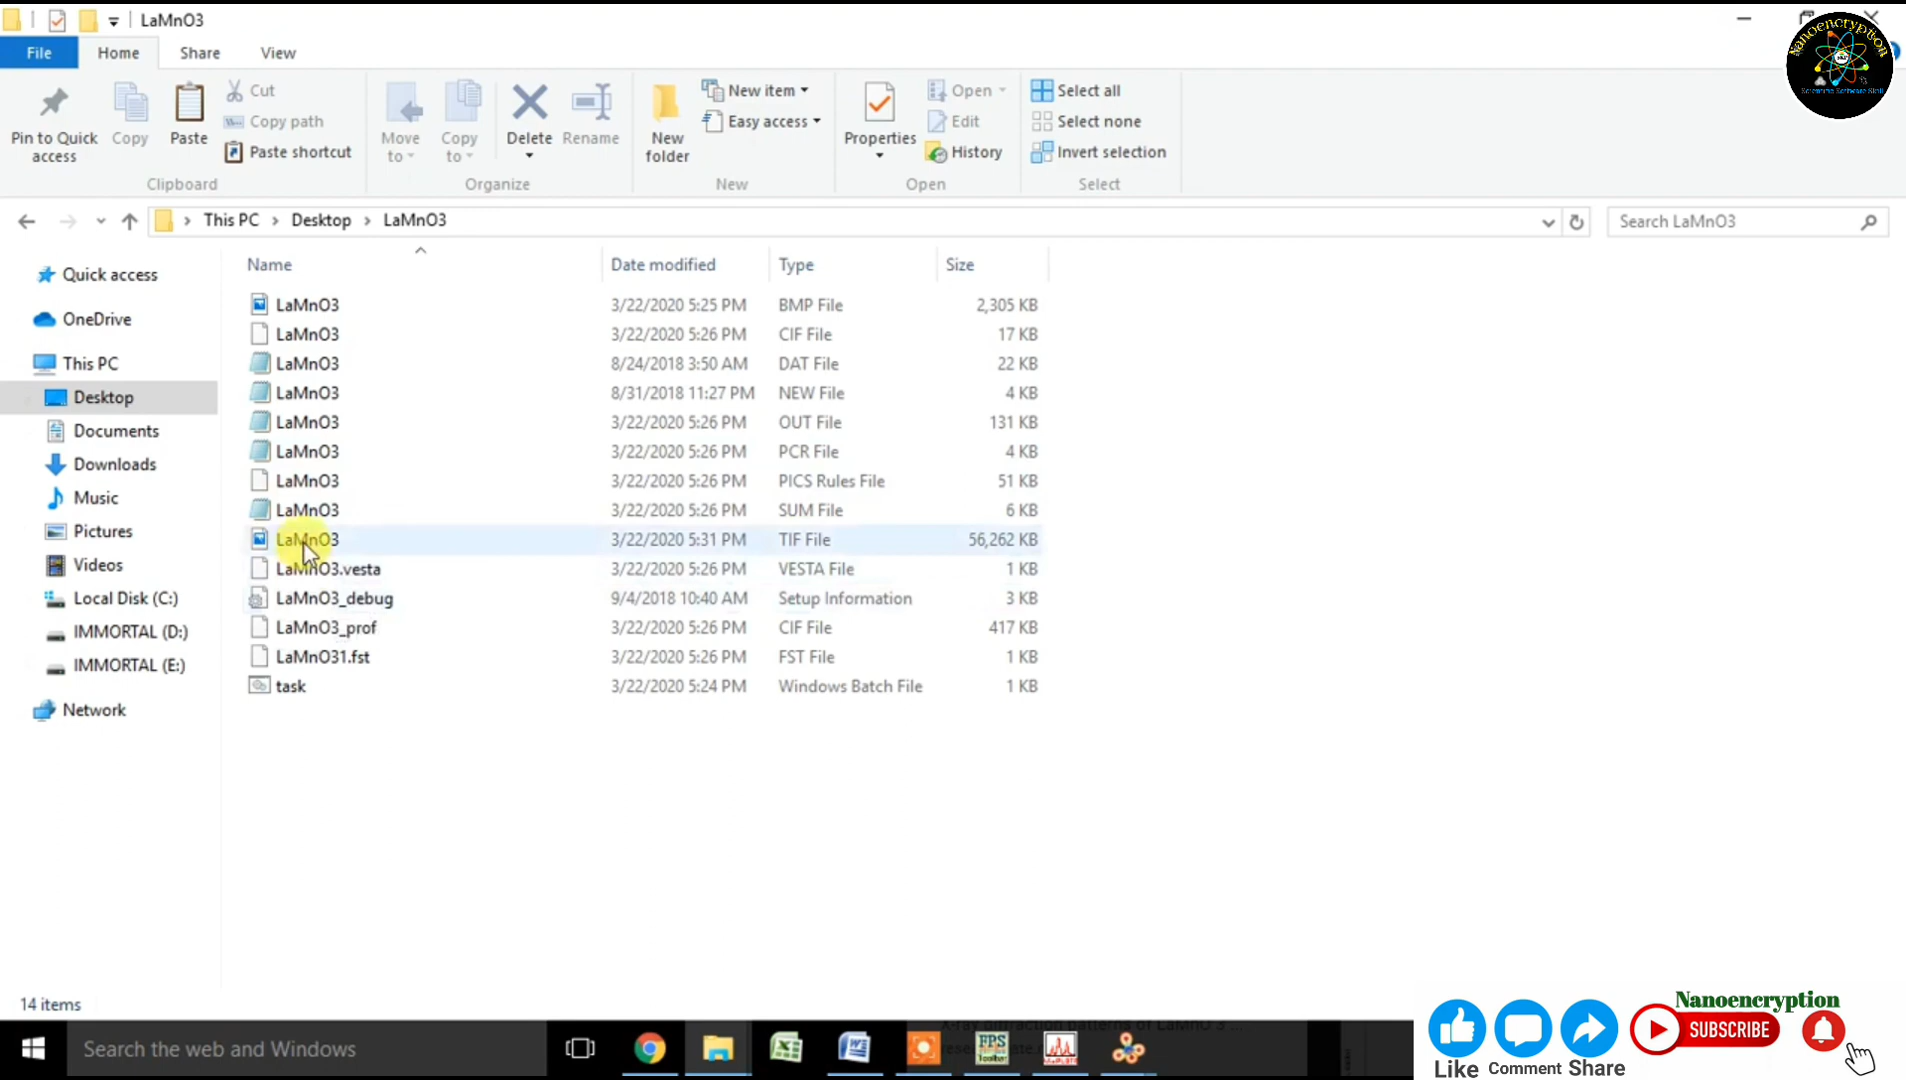 LaMnO3
File Home Share View
Pin to Quick access
Copy
Paste
Cut
Copy path
Paste shortcut
Clipboard
Move to
Copy to
Delete
Rename
Organize
New folder
New item
Easy access
New
Properties
Open
Edit
History
Open
Select all
Select none
Invert selection
Select
This PC Desktop LaMnO3
Search LaMnO3
Quick access
OneDrive
This PC
Desktop
Documents
Downloads
Music
Pictures
Videos
Local Disk (C:)
IMMORTAL (D:)
IMMORTAL (E:)
Network
Name Date modified Type Size
LaMnO3 3/22/2020 5:25 PM BMP File 2,305 KB
LaMnO3 3/22/2020 5:26 PM CIF File 17 KB
LaMnO3 8/24/2018 3:50 AM DAT File 22 KB
LaMnO3 8/31/2018 11:27 PM NEW File 4 KB
LaMnO3 3/22/2020 5:26 PM OUT File 131 KB
LaMnO3 3/22/2020 5:26 PM PCR File 4 KB
LaMnO3 3/22/2020 5:26 PM PICS Rules File 51 KB
LaMnO3 3/22/2020 5:26 PM SUM File 6 KB
LaMnO3 3/22/2020 5:31 PM TIF File 56,262 KB
LaMnO3.vesta 3/22/2020 5:26 PM VESTA File 1 KB
LaMnO3_debug 9/4/2018 10:40 AM Setup Information 3 KB
LaMnO3_prof 3/22/2020 5:26 PM CIF File 417 KB
LaMnO31.fst 3/22/2020 5:26 PM FST File 1 KB
task 3/22/2020 5:24 PM Windows Batch File 1 KB
14 items
Search the web and Windows
X-ray diffraction patterns of LaMnO 3 ...
FPS
Nanoencryption
Scientific Software Skill
Nanoencryption
SUBSCRIBE
Like Comment Share